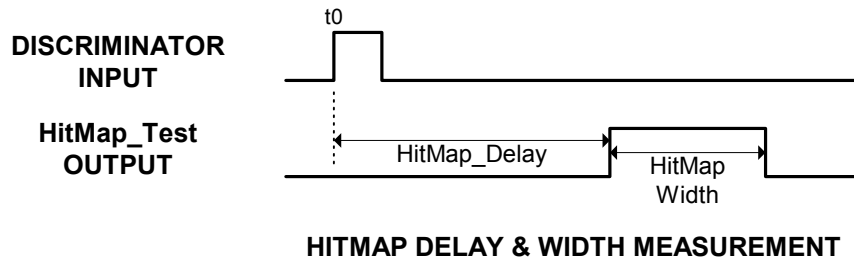 t0
DISCRIMINATOR
INPUT
HitMap_Test
OUTPUT
HitMap_Delay
HitMap
Width
HITMAP DELAY & WIDTH MEASUREMENT